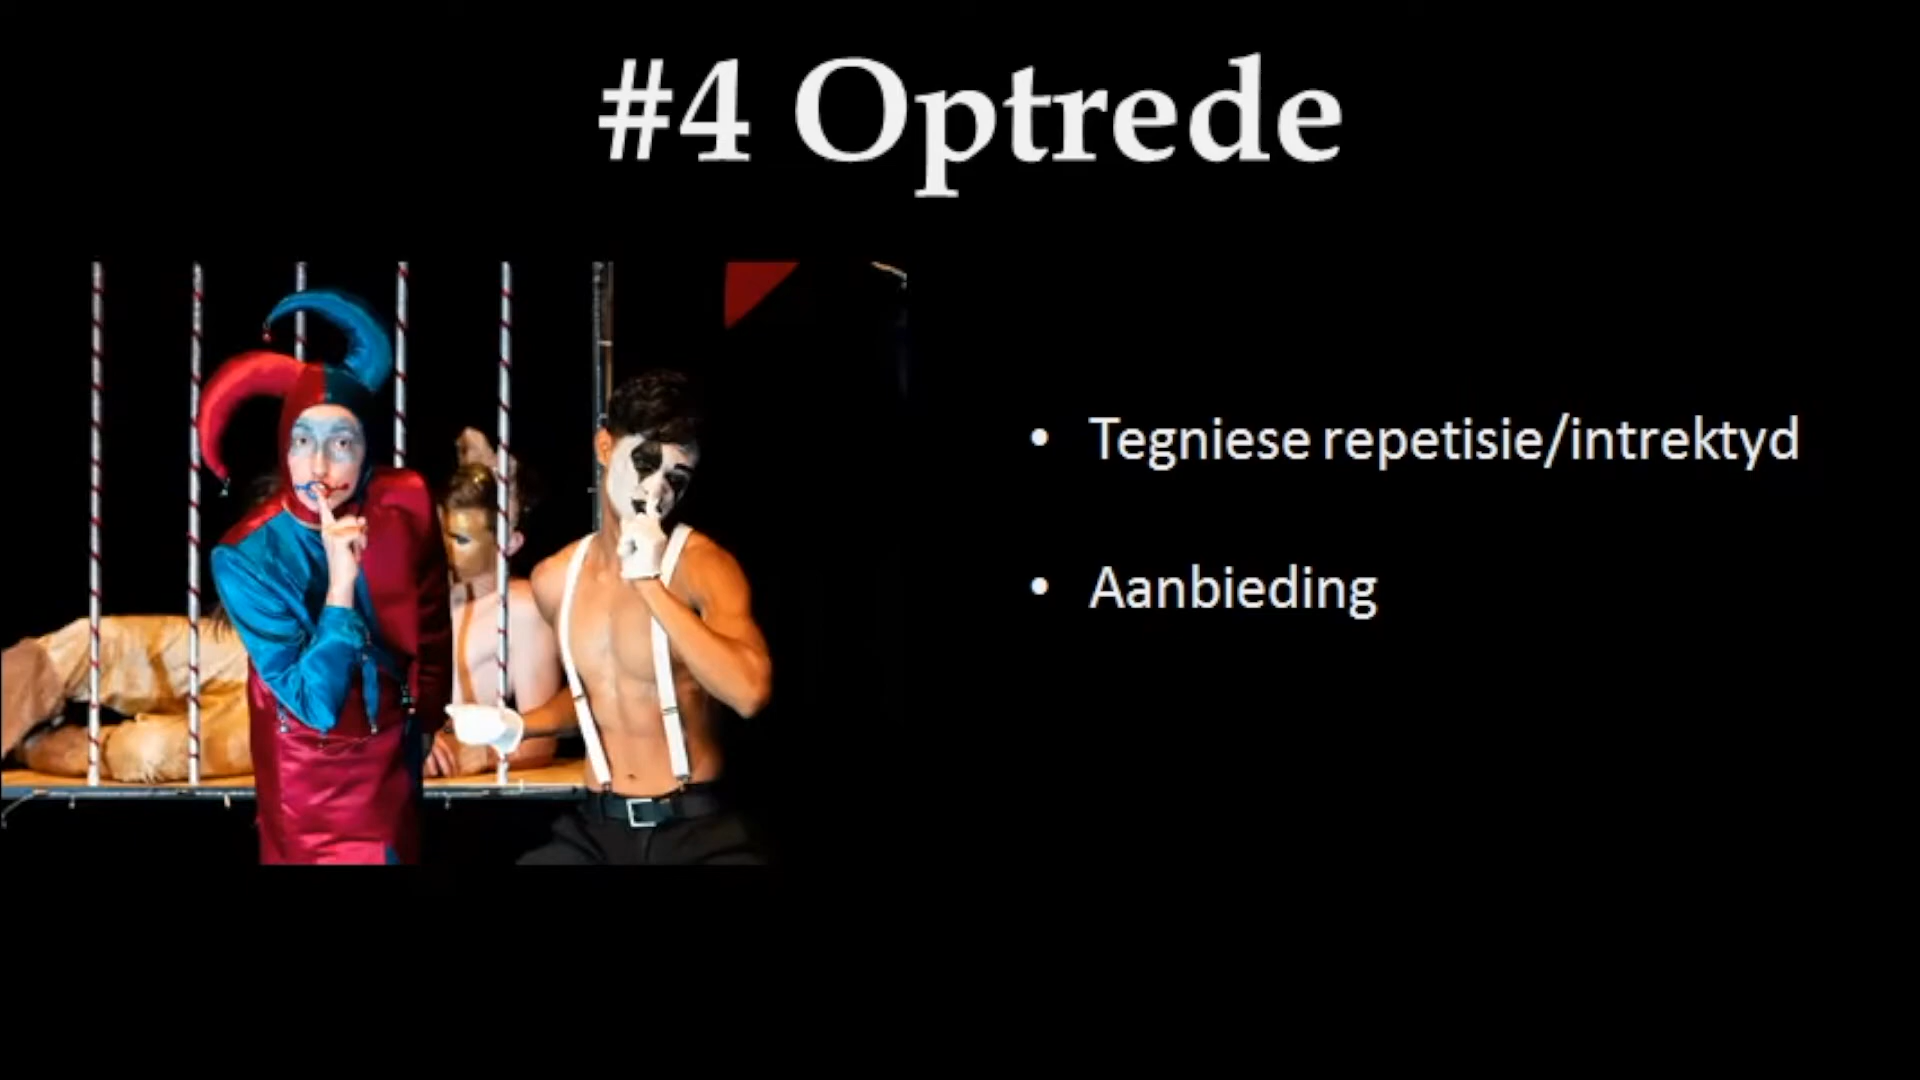 #4 Optrede
• Tegniese repetisie/intrektyd
• Aanbieding